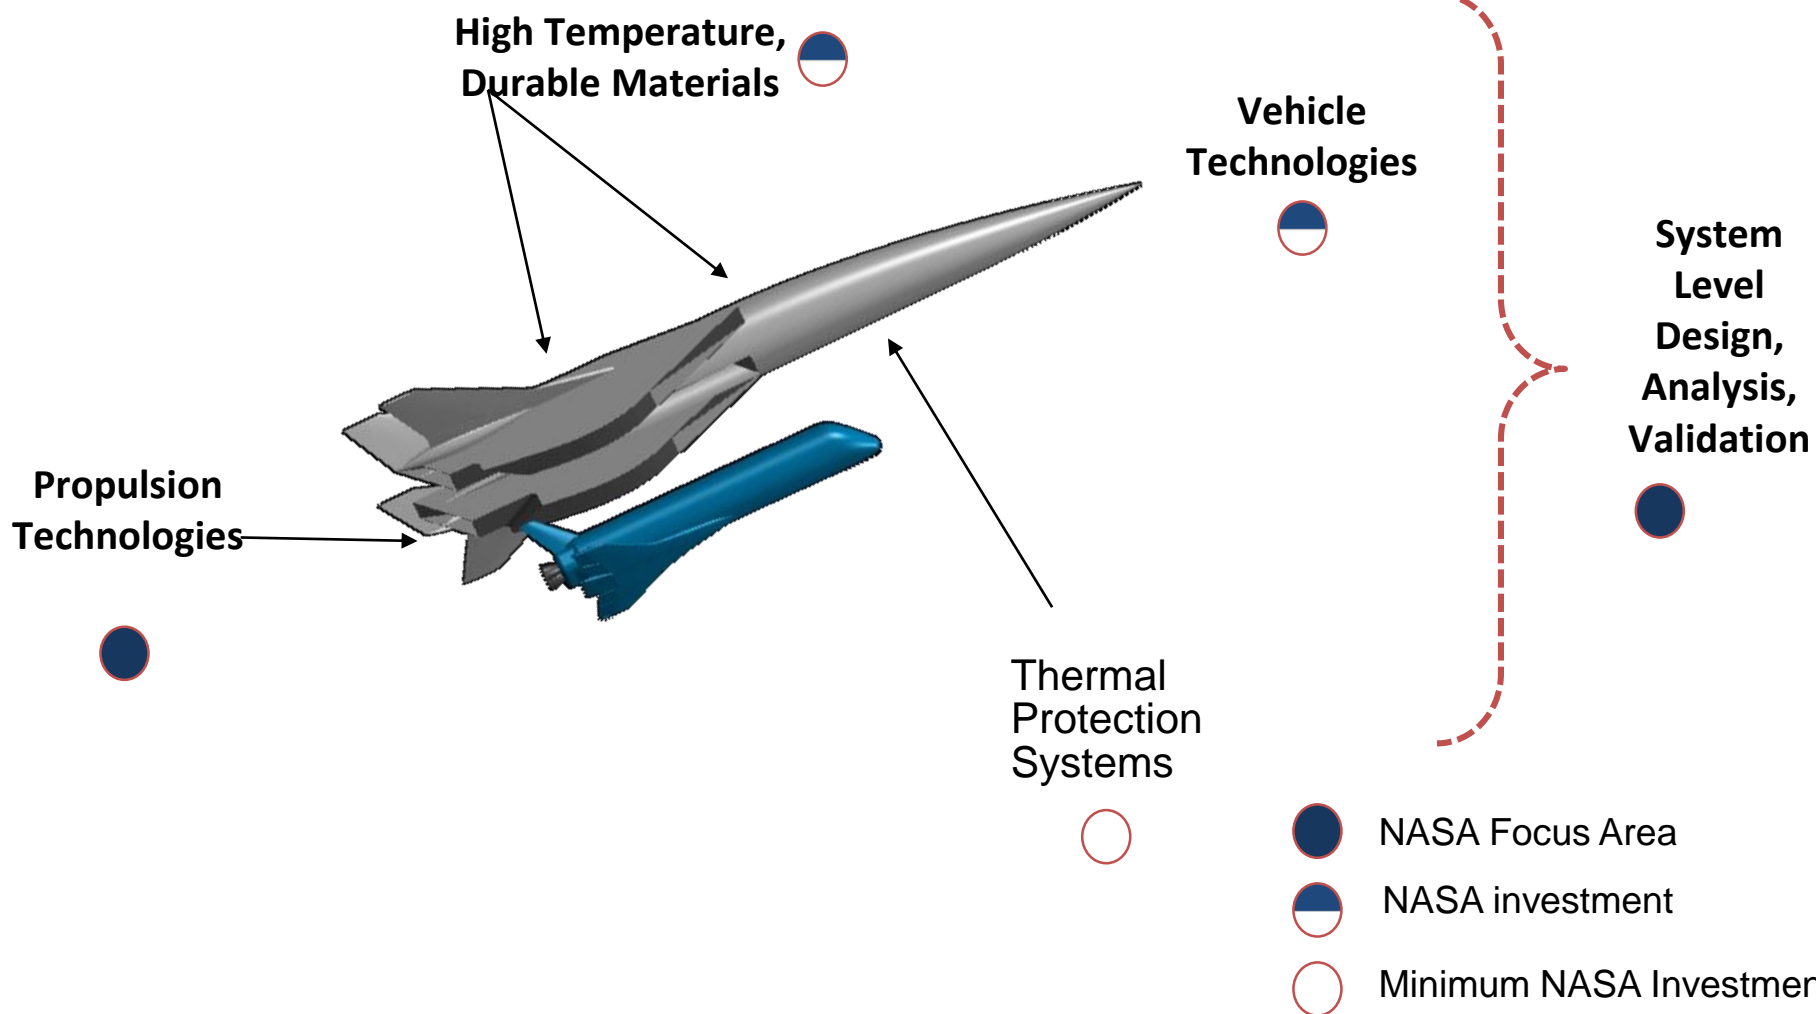 High Temperature,
Durable Materials
Vehicle
Technologies
System
Level
Design,
Analysis,
Validation
Propulsion
Technologies
Thermal
Protection
Systems
NASA Focus Area
NASA investment
Minimum NASA Investmen